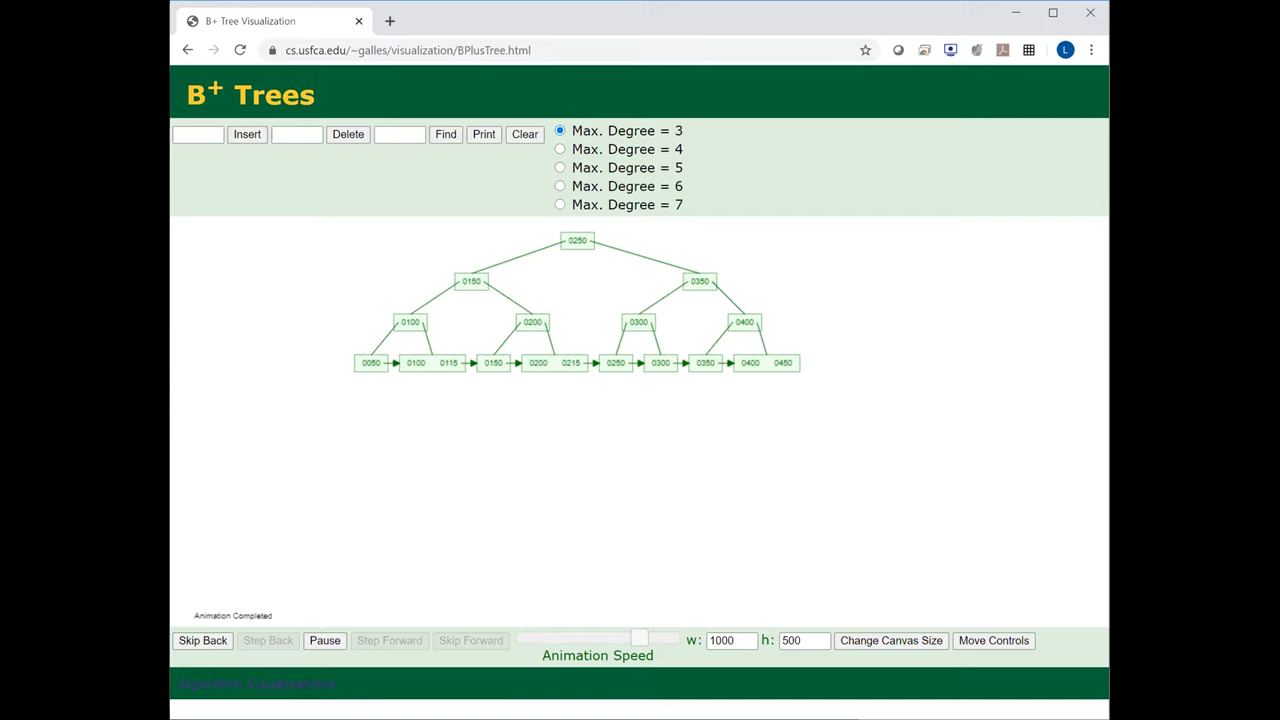 B+ Tree Visualization
cs.usfca.edu/~galles/visualization/BPlusTree.html
L
B+ Trees
Insert Delete Find Print Clear
Max. Degree = 3
Max. Degree = 4
Max. Degree = 5
Max. Degree = 6
Max. Degree = 7
0250
0150 0350
0100 0200 0300 0400
0050 0100 0115 0150 0200 0215 0250 0300 0350 0400 0450
Animation Completed
Skip Back Step Back Pause Step Forward Skip Forward w: 1000 h: 500 Change Canvas Size Move Controls
Animation Speed
Algorithm Visualizations